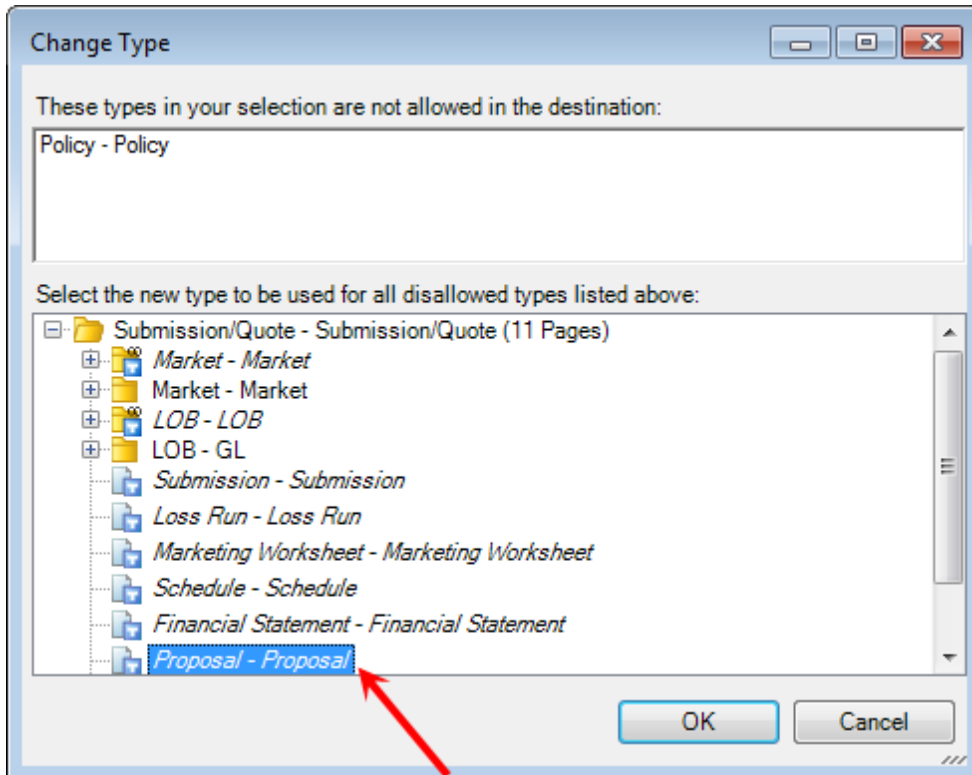 Change Type
These types in your selection are not allowed in the destination:
Policy - Policy
Select the new type to be used for all disallowed types listed above:
Submission/Quote - Submission/Quote (11 Pages)
Market - Market
Market - Market
LOB - LOB
LOB - GL
Submission - Submission
Loss Run - Loss Run
Marketing Worksheet - Marketing Worksheet
Schedule - Schedule
Financial Statement - Financial Statement
Proposal - Proposal
OK Cancel